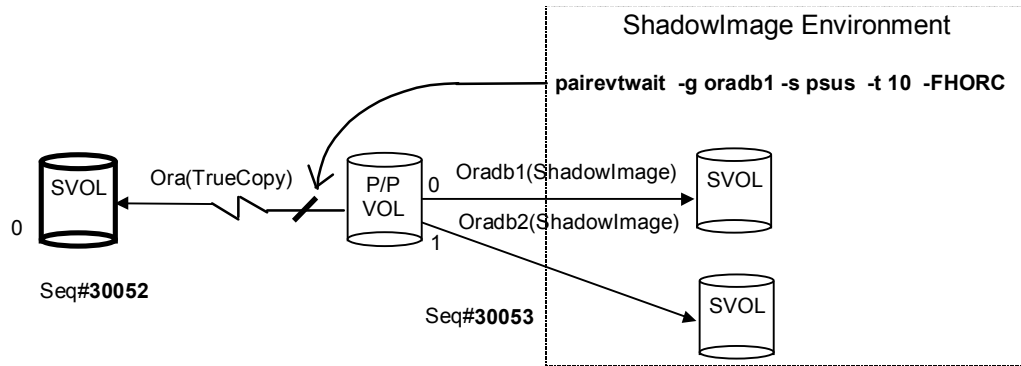 ShadowImage Environment
pairevtwait -g oradb1 -s psus -t 10 -FHORC
SVOL
Ora(TrueCopy)
P/P
VOL
0
Oradb1(ShadowImage)
SVOL
0
Oradb2(ShadowImage)
1
Seq#30052
Seq#30053
SVOL